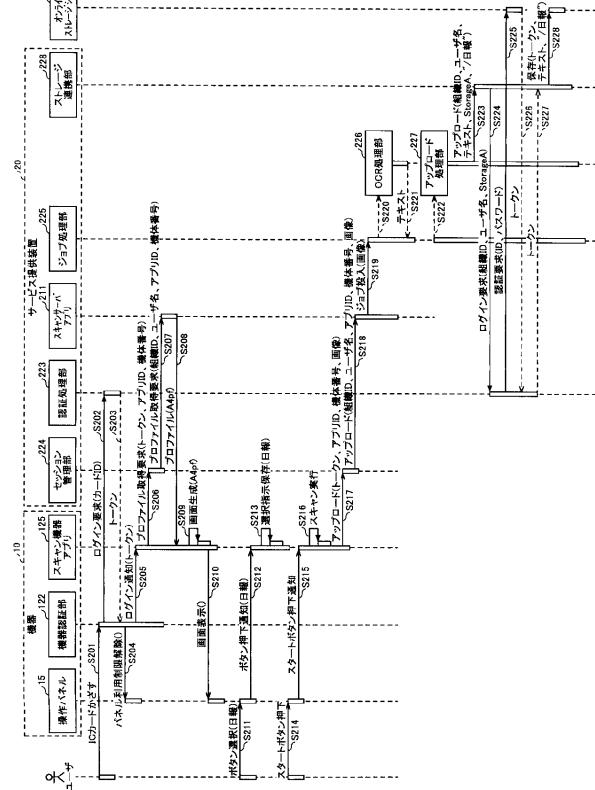 ユーザ
機器
10
操作パネル
15
機器認証部
122
スキャン機器
アプリ
125
サービス提供装置
20
セッション
管理部
224
認証処理部
223
スキャンサーバ
アプリ
211
ジョブ処理部
225
OCR処理部
226
アップロード
処理部
227
ストレージ
連携部
228
オンライン
ストレージ
ICカードかざす
S201
ログイン要求(カードID)
S202
トークン
S203
パネル利用制限解除()
S204
ログイン通知(トークン)
S205
プロファイル取得要求(トークン、アプリID、機体番号)
S206
プロファイル取得要求(組織ID、ユーザ名、アプリID、機体番号)
S207
プロファイル(A4pf)
S208
画面生成(A4pf)
S209
画面表示()
S210
ボタン選択(日報)
S211
ボタン押下通知(日報)
S212
選択指示保存(日報)
S213
スタートボタン押下
S214
スタートボタン押下通知
S215
スキャン実行
S216
アップロード(トークン、アプリID、機体番号、画像)
S217
アップロード(組織ID、ユーザ名、アプリID、機体番号、画像)
S218
ジョブ投入(画像)
S219
S220
テキスト
S221
S222
アップロード(組織ID、ユーザ名、
テキスト、StorageA、"/日報")
S223
ログイン要求(組織ID、ユーザ名、StorageA)
S224
認証要求(ID、パスワード)
S225
トークン
S226
トークン
S227
保存(トークン、
テキスト、"/日報")
S228